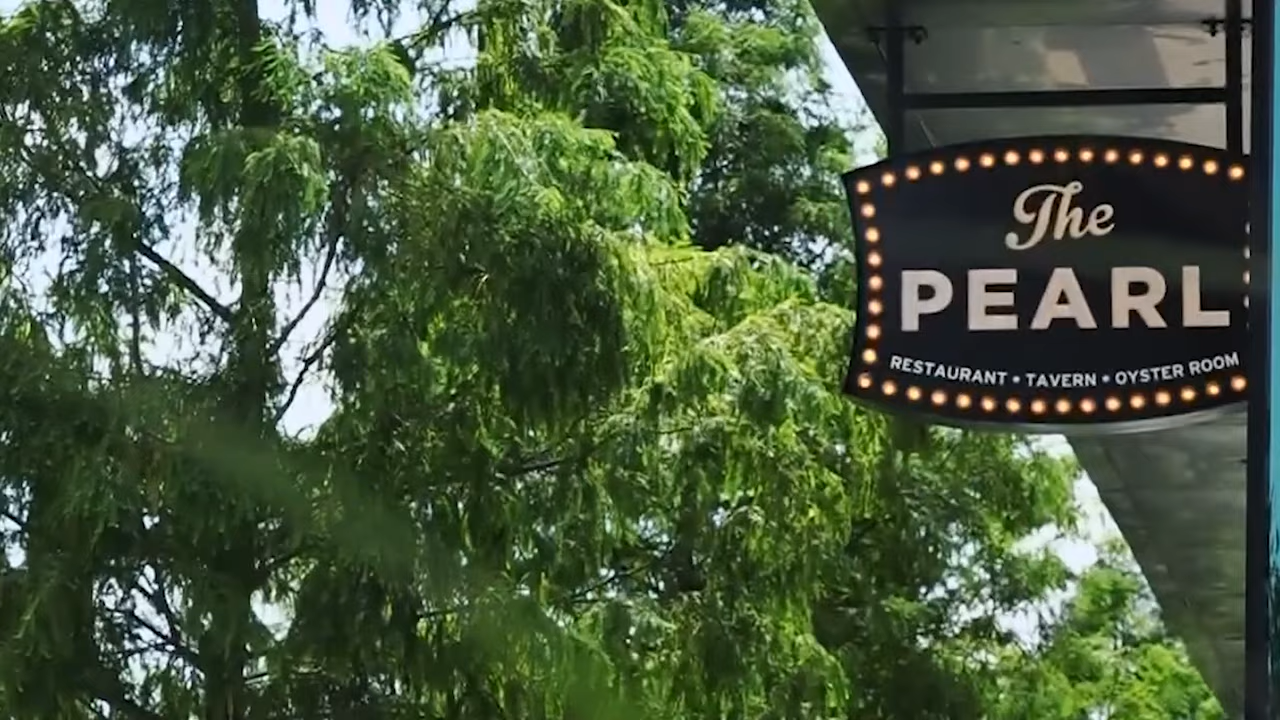 The
PEARL
RESTAURANT • TAVERN • OYSTER ROOM